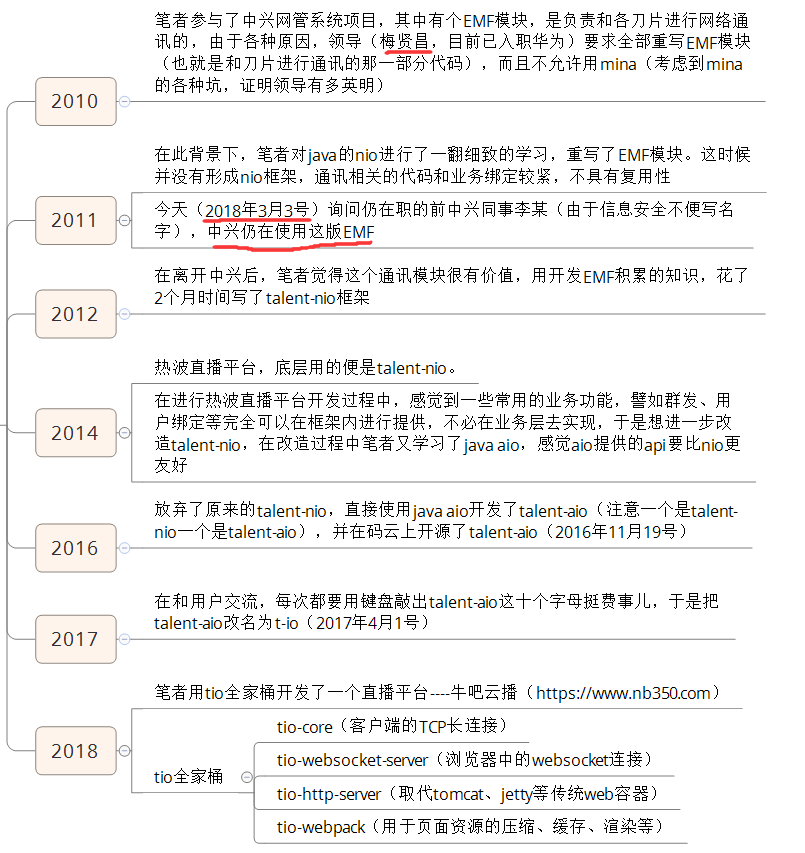 2010
笔者参与了中兴网管系统项目，其中有个EMF模块，是负责和各刀片进行网络通
讯的，由于各种原因，领导（梅贤昌，目前已入职华为）要求全部重写EMF模块
（也就是和刀片进行通讯的那一部分代码），而且不允许用mina（考虑到mina
的各种坑，证明领导有多英明）
2011
在此背景下，笔者对java的nio进行了一翻细致的学习，重写了EMF模块。这时候
并没有形成nio框架，通讯相关的代码和业务绑定较紧，不具有复用性
今天（2018年3月3号）询问仍在职的前中兴同事李某（由于信息安全不便写名
字），中兴仍在使用这版EMF
2012
在离开中兴后，笔者觉得这个通讯模块很有价值，用开发EMF积累的知识，花了
2个月时间写了talent-nio框架
2014
热波直播平台，底层用的便是talent-nio。
在进行热波直播平台开发过程中，感觉到一些常用的业务功能，譬如群发、用
户绑定等完全可以在框架内进行提供，不必在业务层去实现，于是想进一步改
造talent-nio，在改造过程中笔者又学习了java aio，感觉aio提供的api要比nio更
友好
2016
放弃了原来的talent-nio，直接使用java aio开发了talent-aio（注意一个是talent-
nio一个是talent-aio），并在码云上开源了talent-aio（2016年11月19号）
2017
在和用户交流，每次都要用键盘敲出talent-aio这十个字母挺费事儿，于是把
talent-aio改名为t-io（2017年4月1号）
2018
笔者用tio全家桶开发了一个直播平台----牛吧云播（https://www.nb350.com）
tio全家桶
tio-core（客户端的TCP长连接）
tio-websocket-server（浏览器中的websocket连接）
tio-http-server（取代tomcat、jetty等传统web容器）
tio-webpack（用于页面资源的压缩、缓存、渲染等）